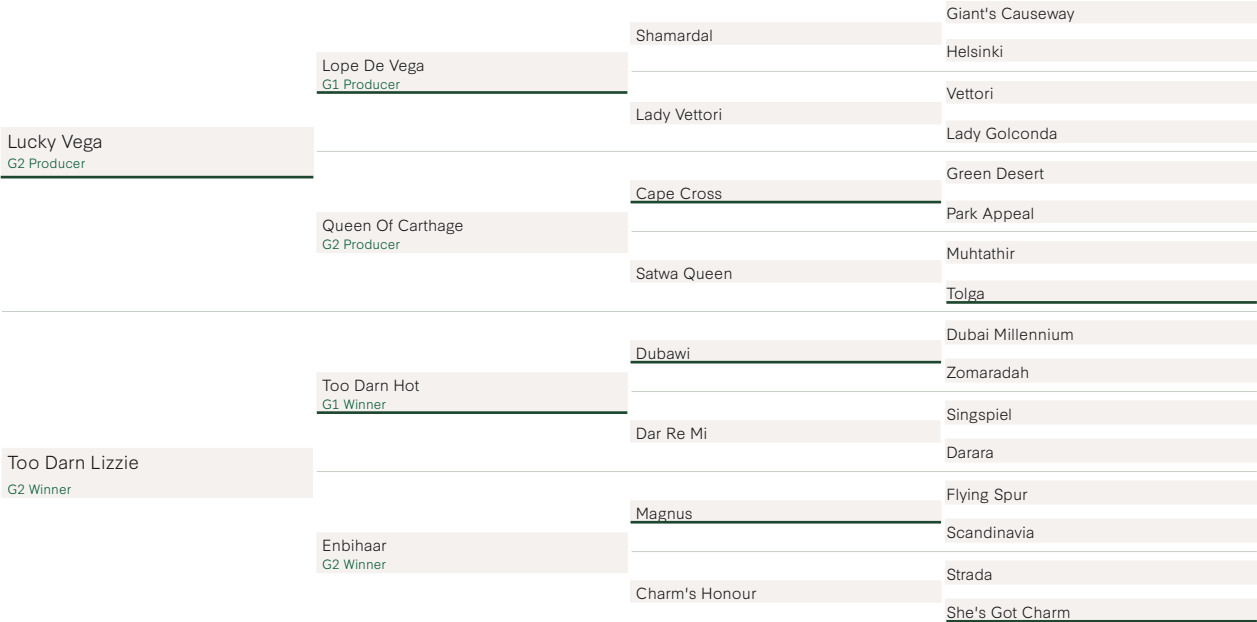 Lucky Vega
G2 Producer
Too Darn Lizzie
G2 Winner
Lope De Vega
G1 Producer
Queen Of Carthage
G2 Producer
Too Darn Hot
G1 Winner
Enbihaar
G2 Winner
Shamardal
Lady Vettori
Cape Cross
Satwa Queen
Dubawi
Dar Re Mi
Magnus
Charm's Honour
Giant's Causeway
Helsinki
Vettori
Lady Golconda
Green Desert
Park Appeal
Muhtathir
Tolga
Dubai Millennium
Zomaradah
Singspiel
Darara
Flying Spur
Scandinavia
Strada
She's Got Charm